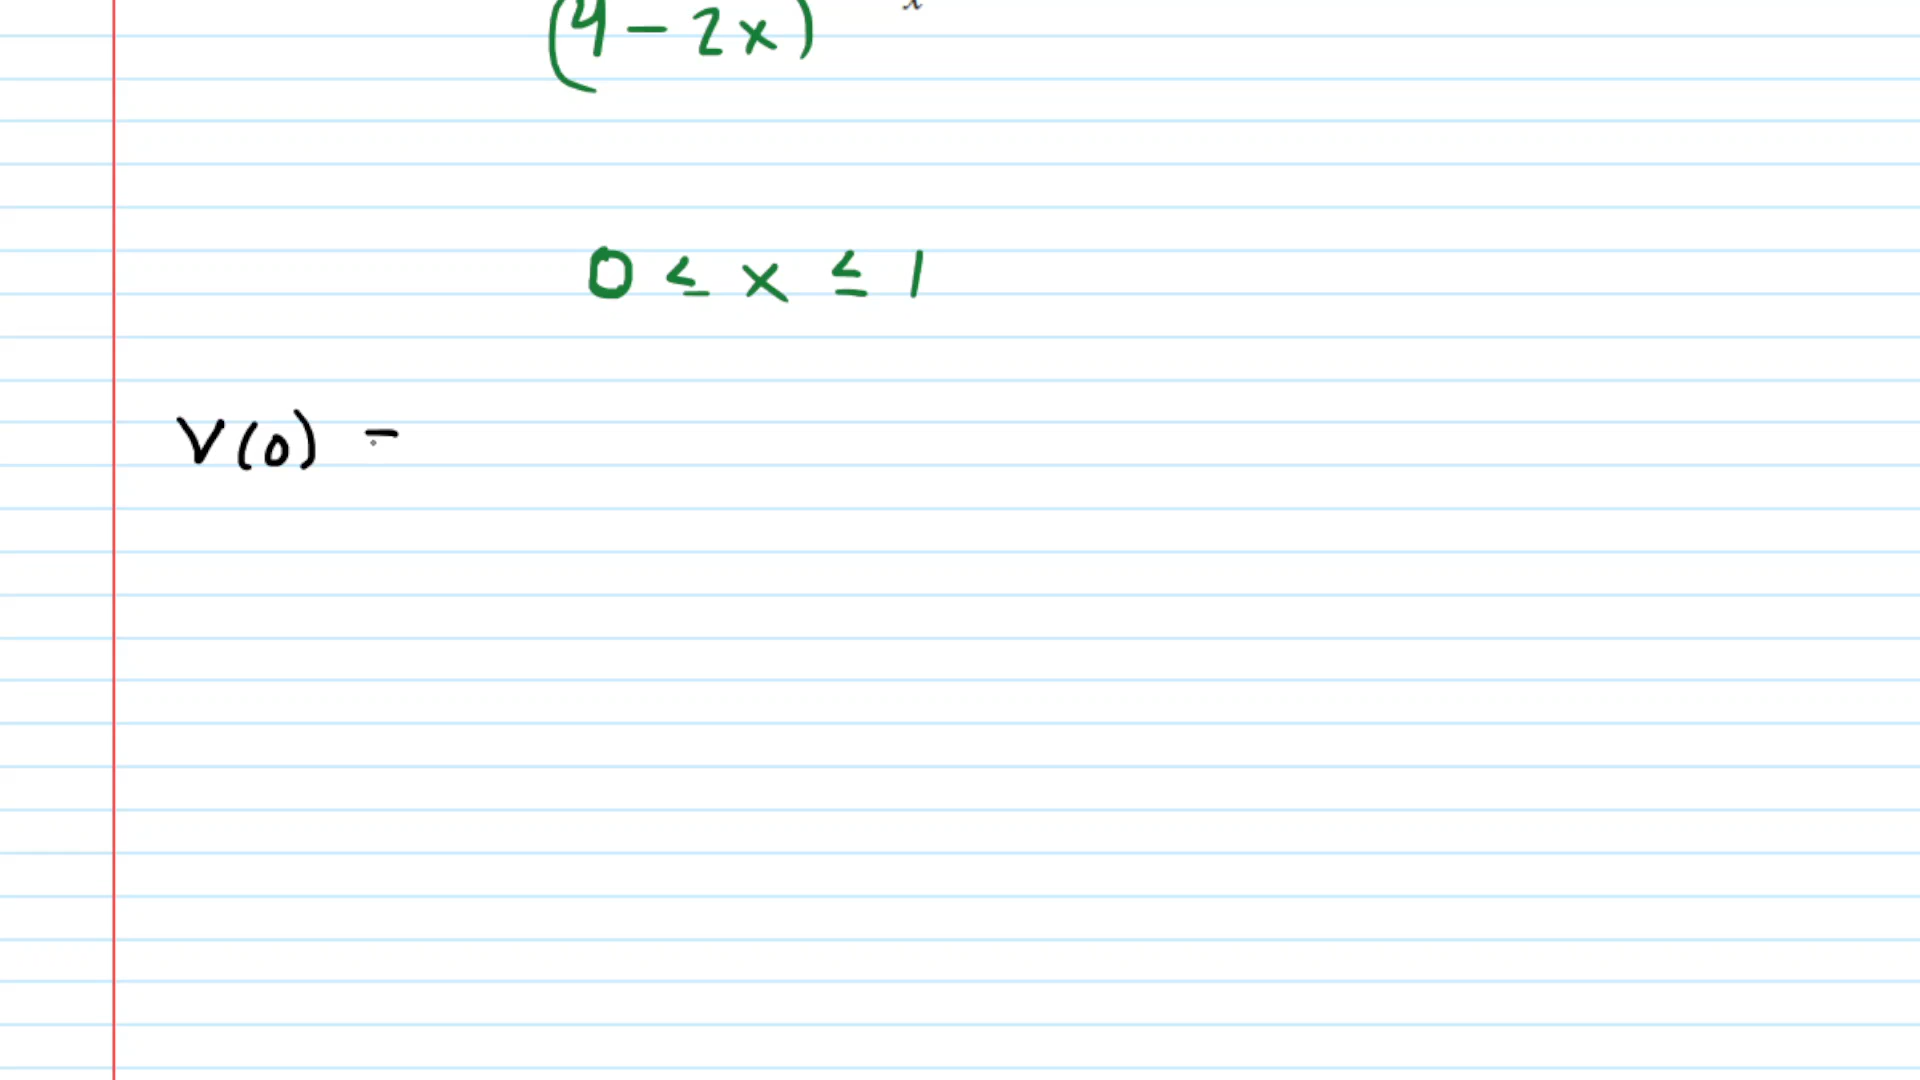 (4 - 2x) x
0 ≤ x ≤ 1
V(0) =